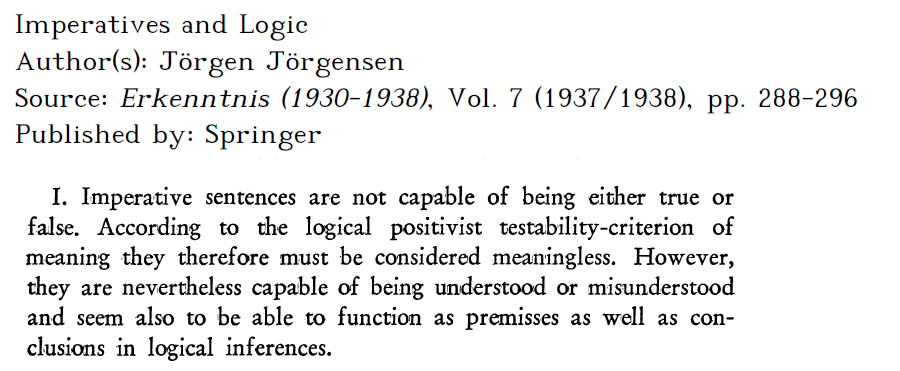 Imperatives and Logic
Author(s): Jörgen Jörgensen
Source: Erkenntnis (1930-1938), Vol. 7 (1937/1938), pp. 288-296
Published by: Springer
I. Imperative sentences are not capable of being either true or
false. According to the logical positivist testability-criterion of
meaning they therefore must be considered meaningless. However,
they are nevertheless capable of being understood or misunderstood
and seem also to be able to function as premisses as well as con-
clusions in logical inferences.